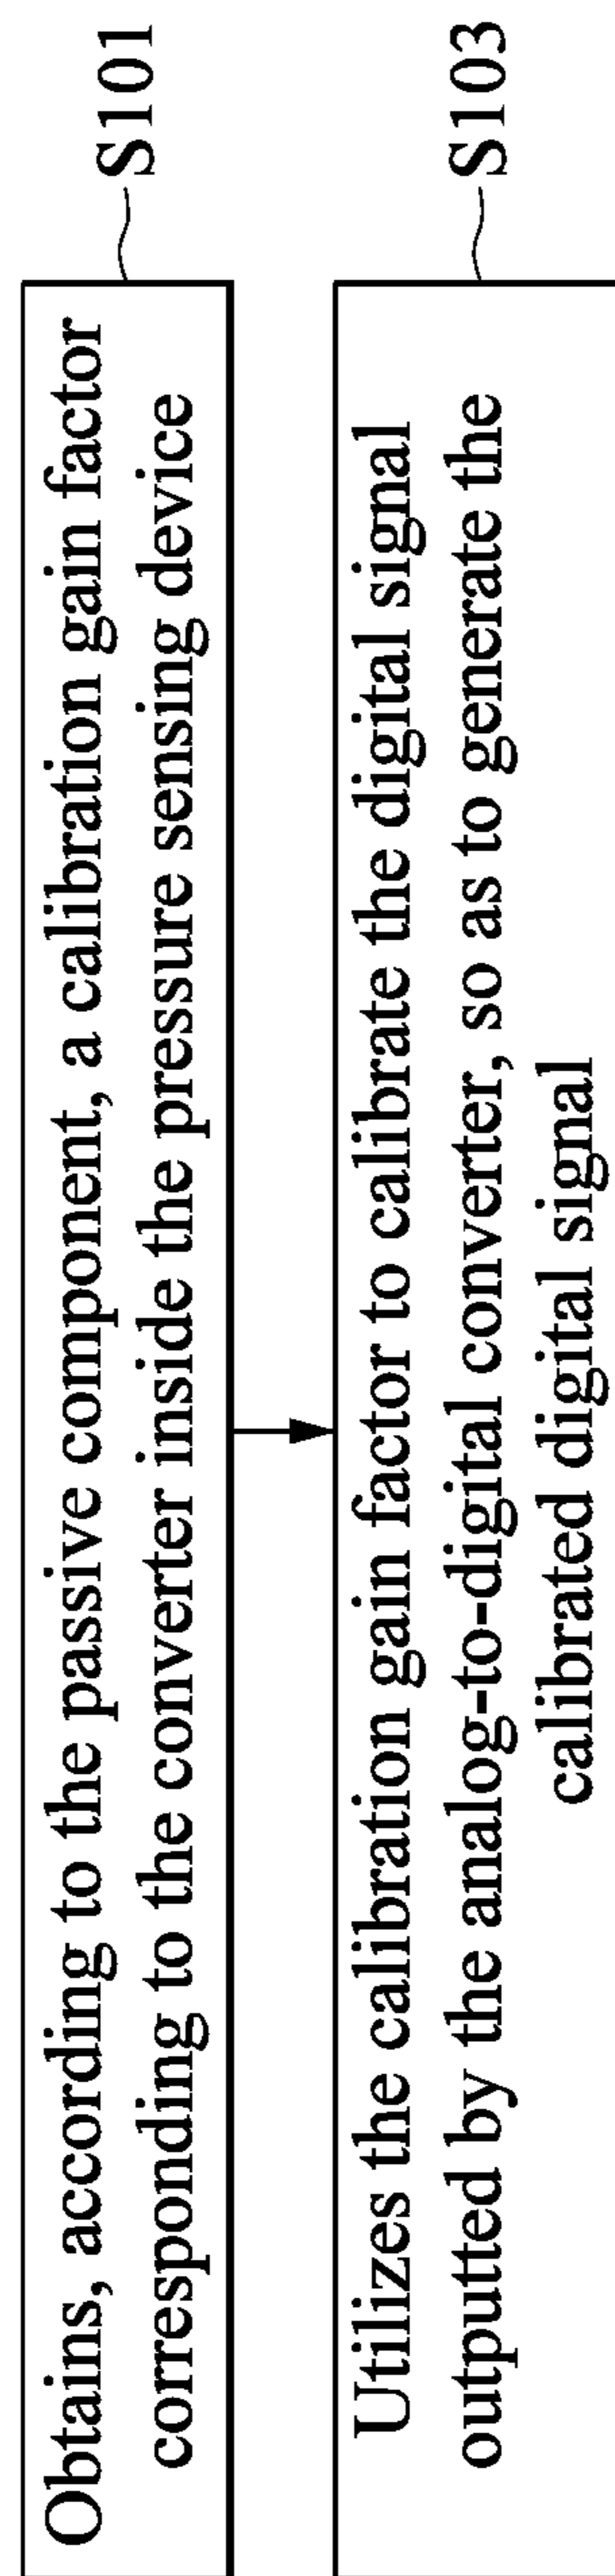 Obtains, according to the passive component, a calibration gain factor
corresponding to the converter inside the pressure sensing device
S101
Utilizes the calibration gain factor to calibrate the digital signal
outputted by the analog-to-digital converter, so as to generate the
calibrated digital signal
S103